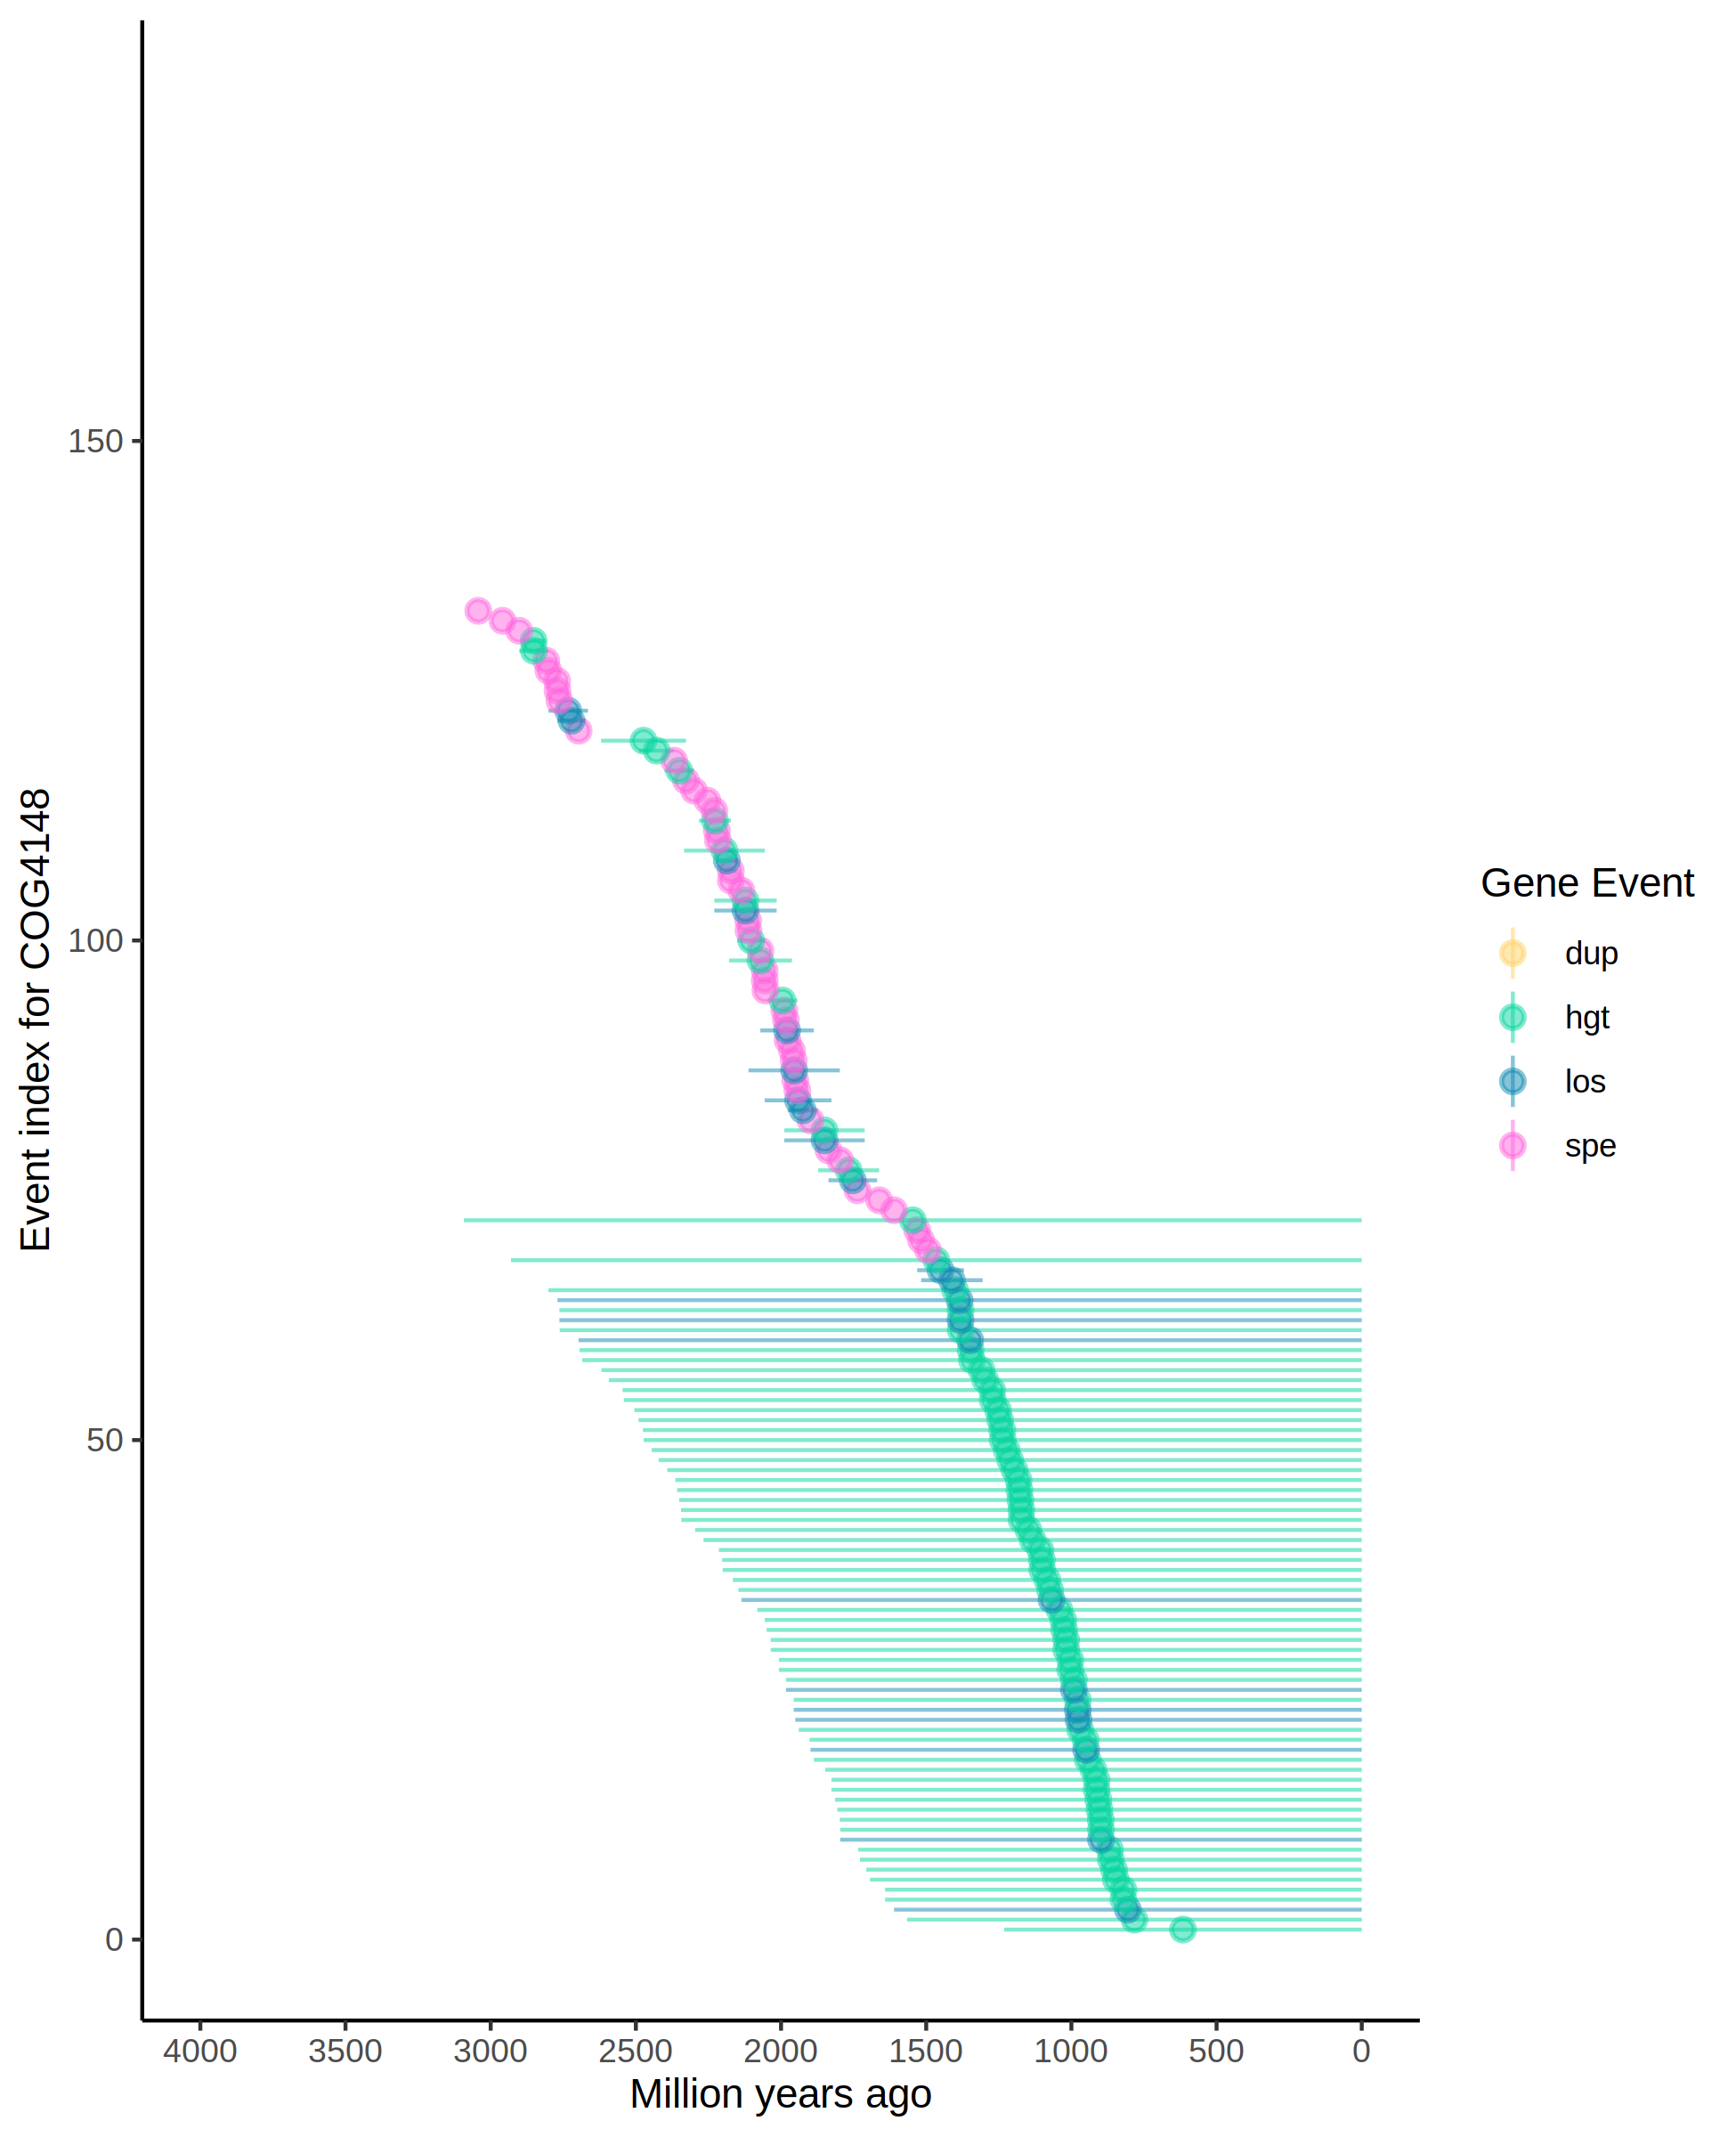 Event index for COG4148
150
100
50
0
4000 3500 3000 2500 2000 1500 1000 500 0
Million years ago
Gene Event
dup
hgt
los
spe